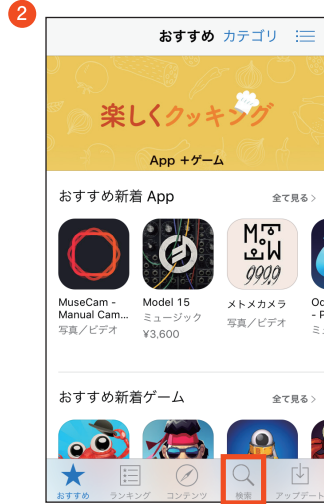 2
おすすめ カテゴリ
楽しくクッキング
App +ゲーム
おすすめ新着 App 全て見る >
M
9999
MuseCam -
Manual Cam...
写真／ビデオ
Model 15
ミュージック
¥3,600
メトメカメラ
写真／ビデオ
Od
- P
ミ
おすすめ新着ゲーム 全て見る >
おすすめ ランキング コンテンツ 検索 アップデート